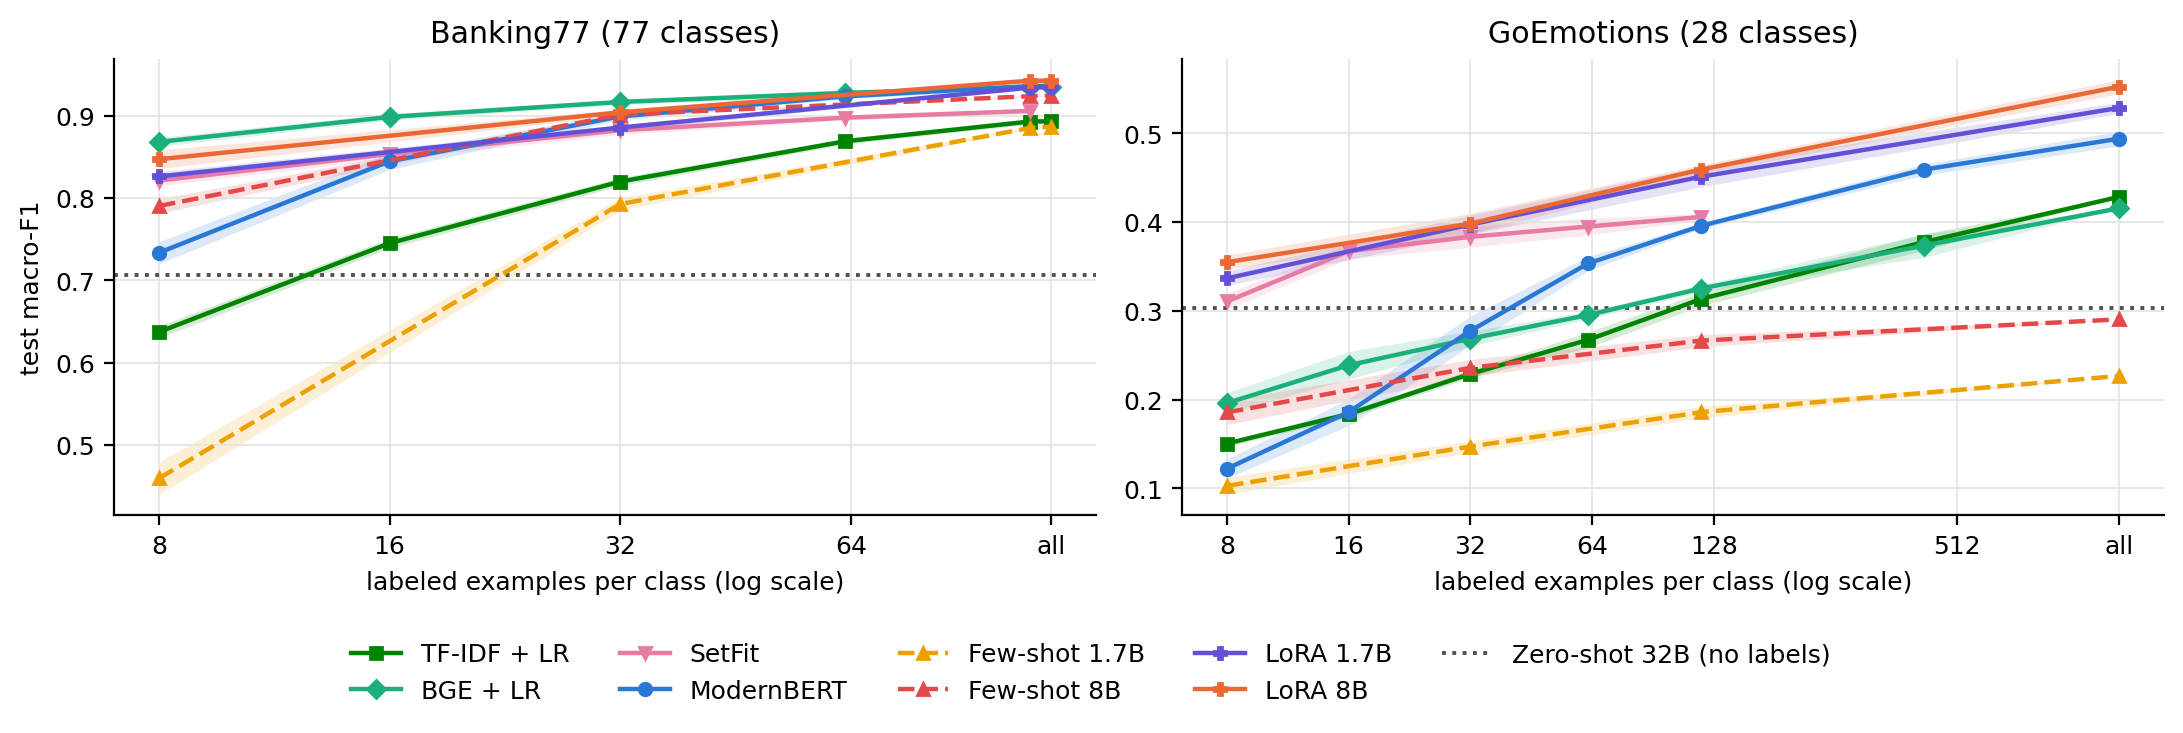 Banking77 (77 classes)
test macro-F1
0.9
0.8
0.7
0.6
0.5
8 16 32 64 all
labeled examples per class (log scale)
GoEmotions (28 classes)
0.5
0.4
0.3
0.2
0.1
8 16 32 64 128 512 all
labeled examples per class (log scale)
TF-IDF + LR
BGE + LR
SetFit
ModernBERT
Few-shot 1.7B
Few-shot 8B
LoRA 1.7B
LoRA 8B
Zero-shot 32B (no labels)